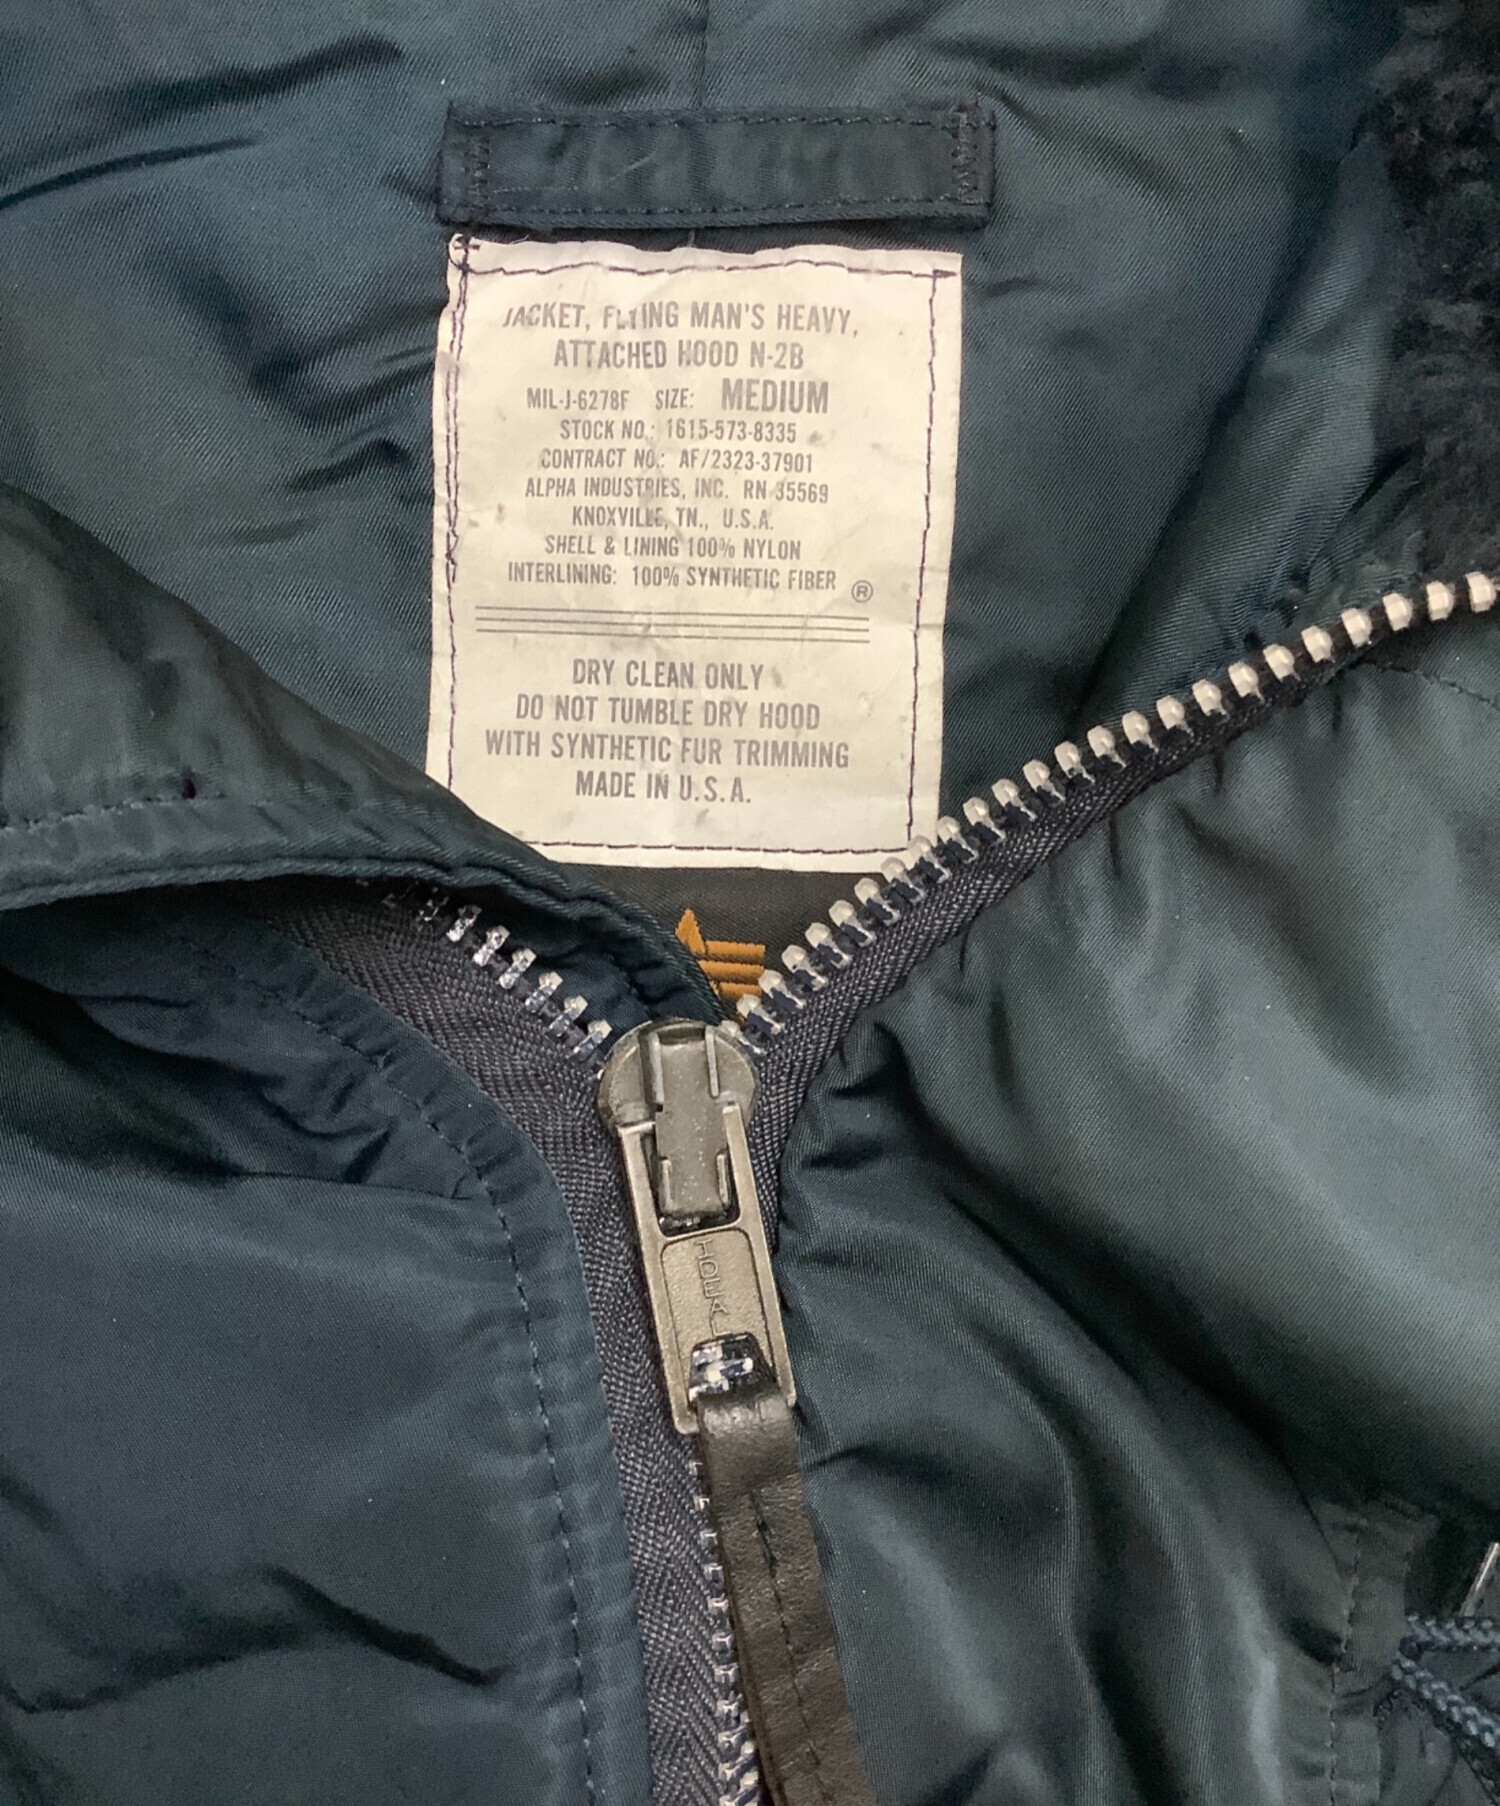 JACKET, FLYING MAN'S HEAVY,
ATTACHED HOOD N-2B
MIL-J-6278F SIZE: MEDIUM
STOCK NO.: 1615-573-8335
CONTRACT NO.: AF/2323-37901
ALPHA INDUSTRIES, INC. RN 35569
KNOXVILLE, TN., U.S.A.
SHELL & LINING 100% NYLON
INTERLINING: 100% SYNTHETIC FIBER ®
DRY CLEAN ONLY
DO NOT TUMBLE DRY HOOD
WITH SYNTHETIC FUR TRIMMING
MADE IN U.S.A.
IDEAL